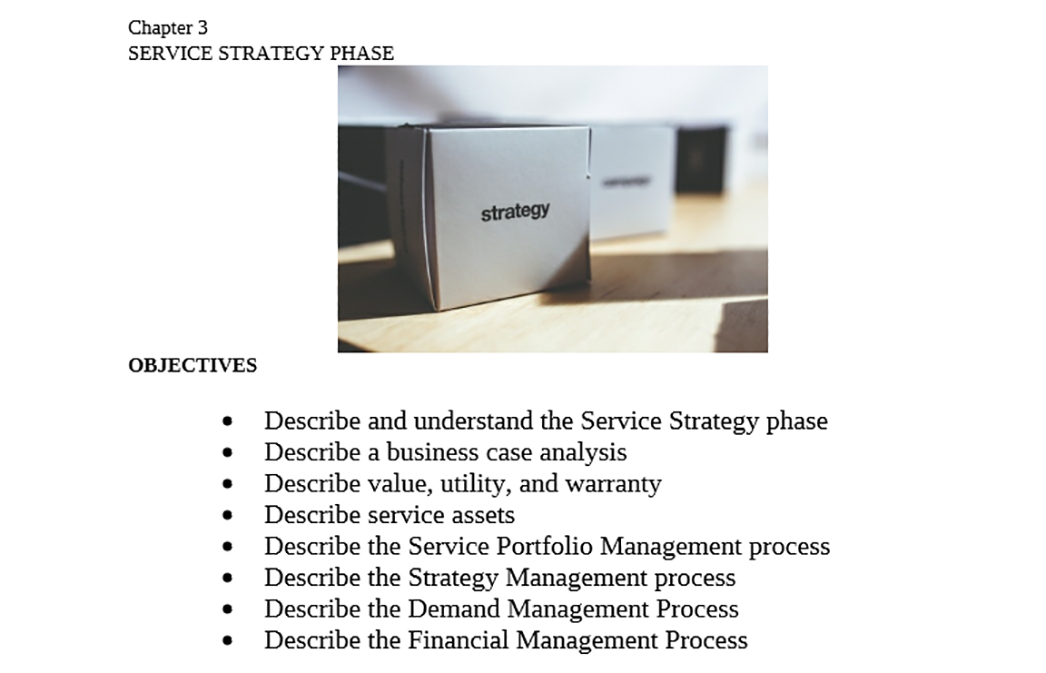 Chapter 3
SERVICE STRATEGY PHASE
strategy
OBJECTIVES
• Describe and understand the Service Strategy phase
• Describe a business case analysis
• Describe value, utility, and warranty
• Describe service assets
• Describe the Service Portfolio Management process
• Describe the Strategy Management process
• Describe the Demand Management Process
• Describe the Financial Management Process